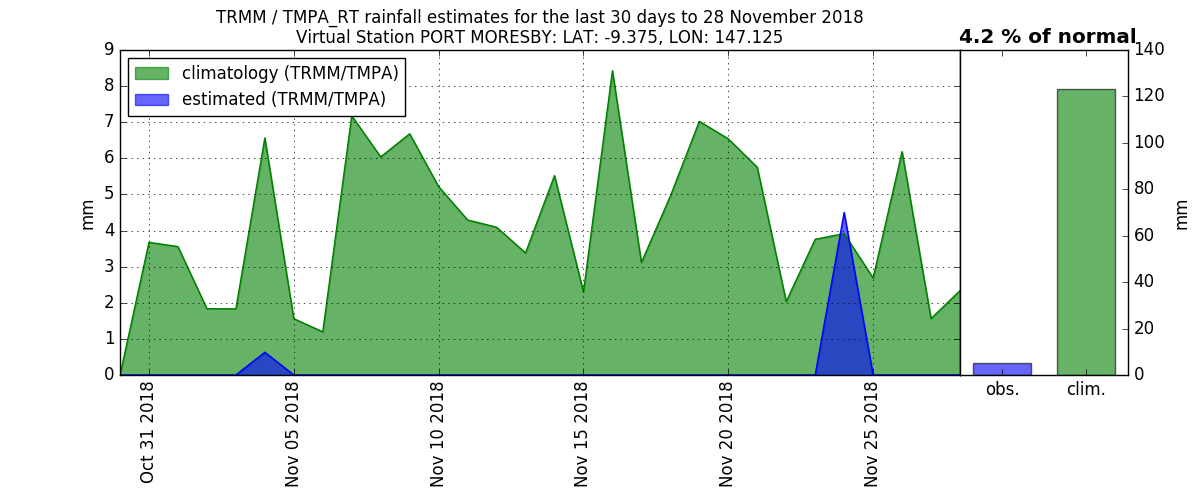 TRMM / TMPA_RT rainfall estimates for the last 30 days to 28 November 2018
Virtual Station PORT MORESBY: LAT: -9.375, LON: 147.125
4.2 % of normal
climatology (TRMM/TMPA)
estimated (TRMM/TMPA)
9
8
7
6
5
4
3
2
1
0
mm
Oct 31 2018
Nov 05 2018
Nov 10 2018
Nov 15 2018
Nov 20 2018
Nov 25 2018
140
120
100
80
60
40
20
0
mm
obs.
clim.